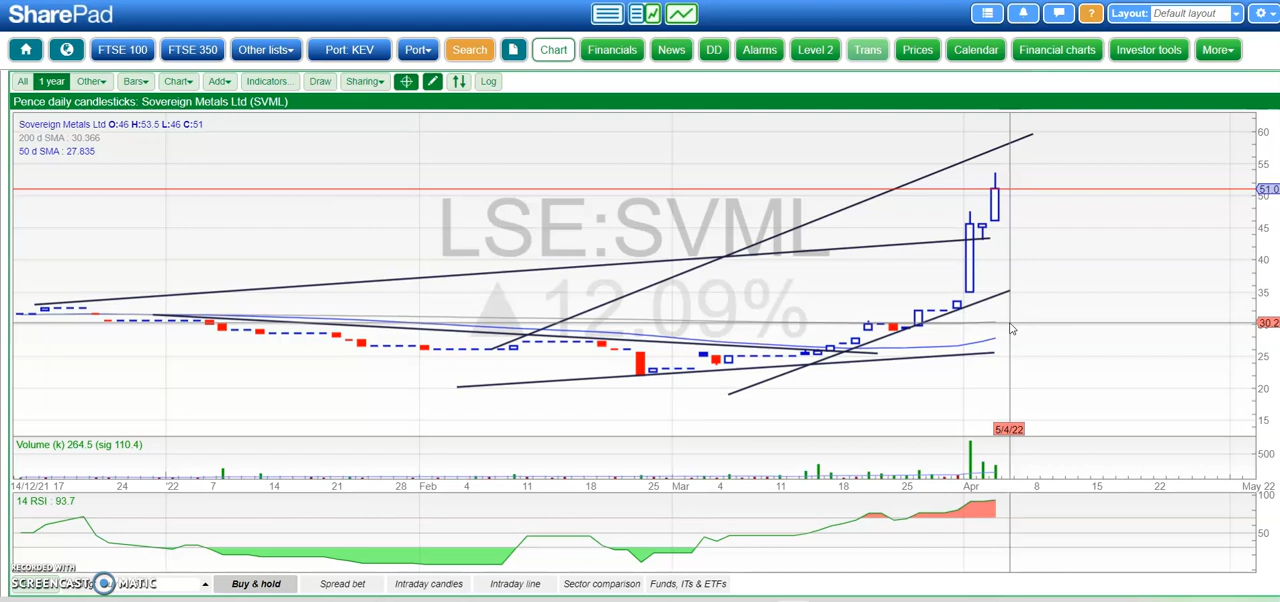 SharePad
Layout: Default layout
FTSE 100 FTSE 350 Other lists Port: KEV Port Search Chart Financials News DD Alarms Level 2 Trans Prices Calendar Financial charts Investor tools More
All 1 year Other Bars Chart Add Indicators... Draw Sharing Log
Pence daily candlesticks: Sovereign Metals Ltd (SVML)
Sovereign Metals Ltd O:46 H:53.5 L:46 C:51
200 d SMA : 30.366
50 d SMA : 27.835
LSE:SVML
▲12.09%
60
55
51.0
50
45
40
35
30.2
25
20
15
5/4/22
Volume (k) 264.5 (sig 110.4)
500
14/12/21 17 24 '22 7 14 21 28 Feb 4 11 18 25 Mar 4 11 18 25 Apr 8 15 22 May 22
14 RSI : 93.7
100
50
RECORDED WITH
SCREENCAST MATIC
Buy & hold Spread bet Intraday candles Intraday line Sector comparison Funds, ITs & ETFs